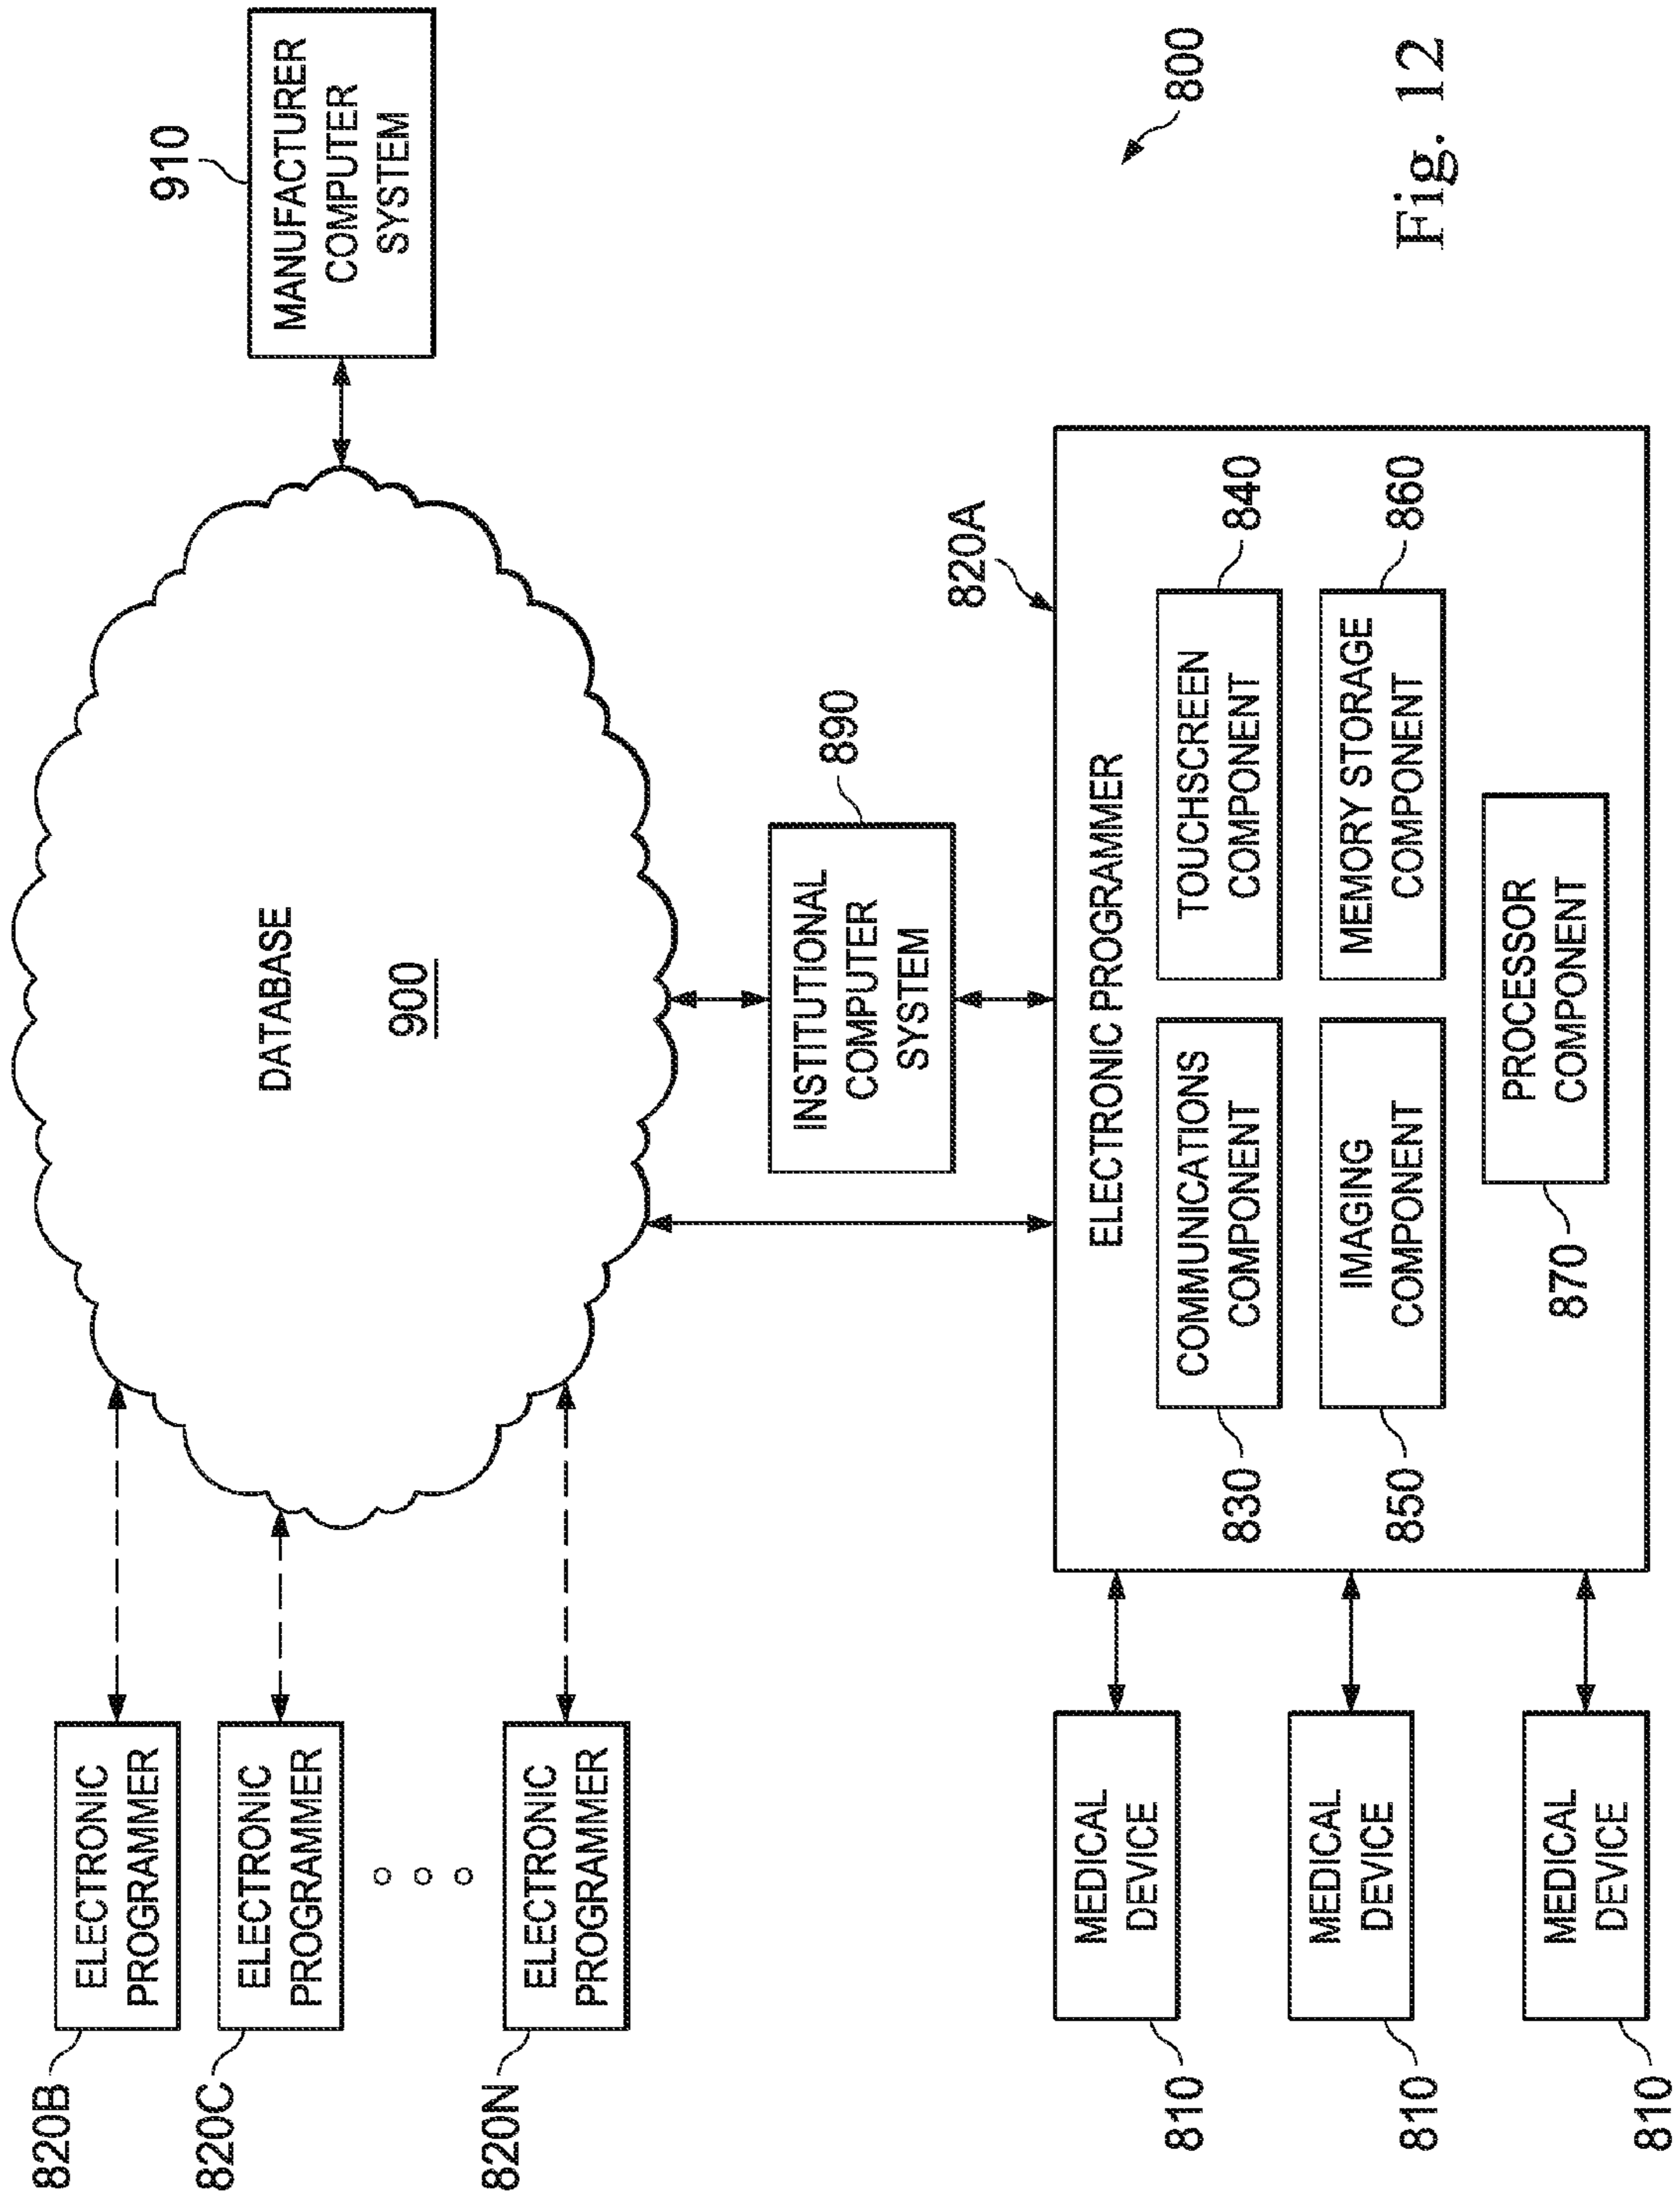 820B
ELECTRONIC
PROGRAMMER
820C
ELECTRONIC
PROGRAMMER
820N
ELECTRONIC
PROGRAMMER
DATABASE
900
910
MANUFACTURER
COMPUTER
SYSTEM
INSTITUTIONAL
COMPUTER
SYSTEM
890
820A
ELECTRONIC PROGRAMMER
830
COMMUNICATIONS
COMPONENT
TOUCHSCREEN
COMPONENT
840
850
IMAGING
COMPONENT
MEMORY STORAGE
COMPONENT
860
870
PROCESSOR
COMPONENT
810
MEDICAL
DEVICE
810
MEDICAL
DEVICE
810
MEDICAL
DEVICE
800
Fig. 12